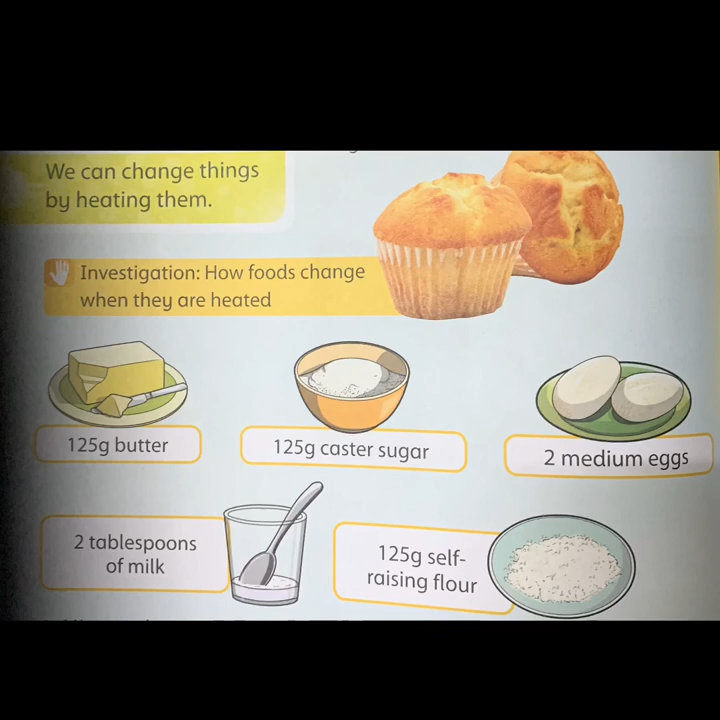 We can change things
by heating them.
Investigation: How foods change
when they are heated
125g butter
125g caster sugar
2 medium eggs
2 tablespoons
of milk
125g self-
raising flour